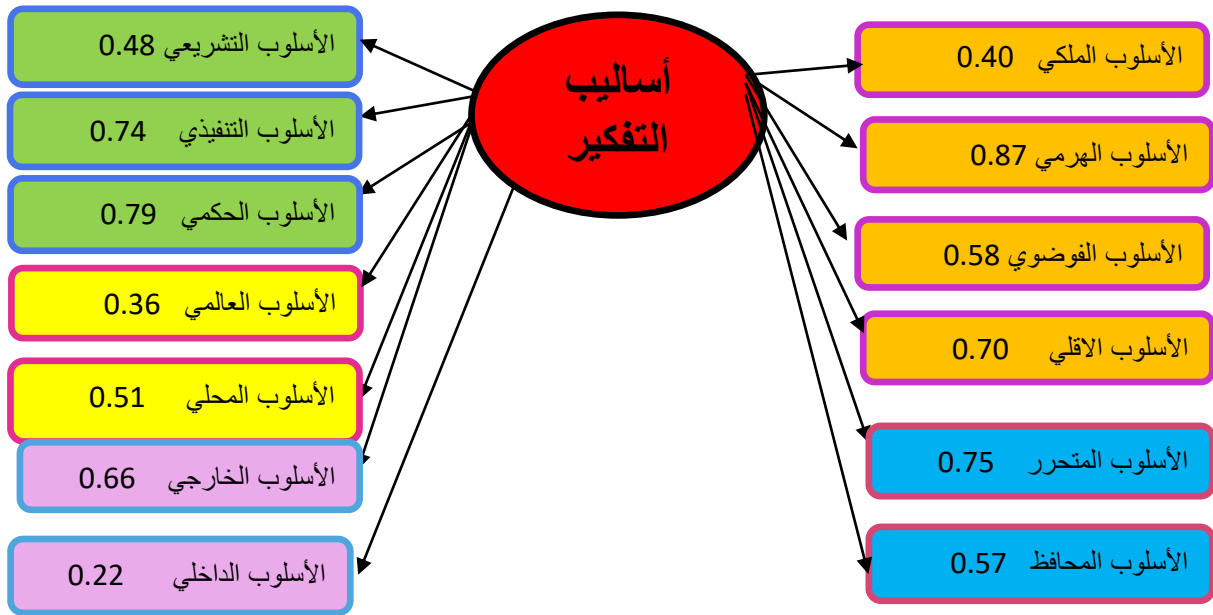 أساليب
التفكير
الأسلوب الملكي 0.40
الأسلوب الهرمي 0.87
الأسلوب الفوضوي 0.58
الأسلوب الاقلي 0.70
الأسلوب المتحرر 0.75
الأسلوب المحافظ 0.57
الأسلوب التشريعي 0.48
الأسلوب التنفيذي 0.74
الأسلوب الحكمي 0.79
الأسلوب العالمي 0.36
الأسلوب المحلي 0.51
الأسلوب الخارجي 0.66
الأسلوب الداخلي 0.22